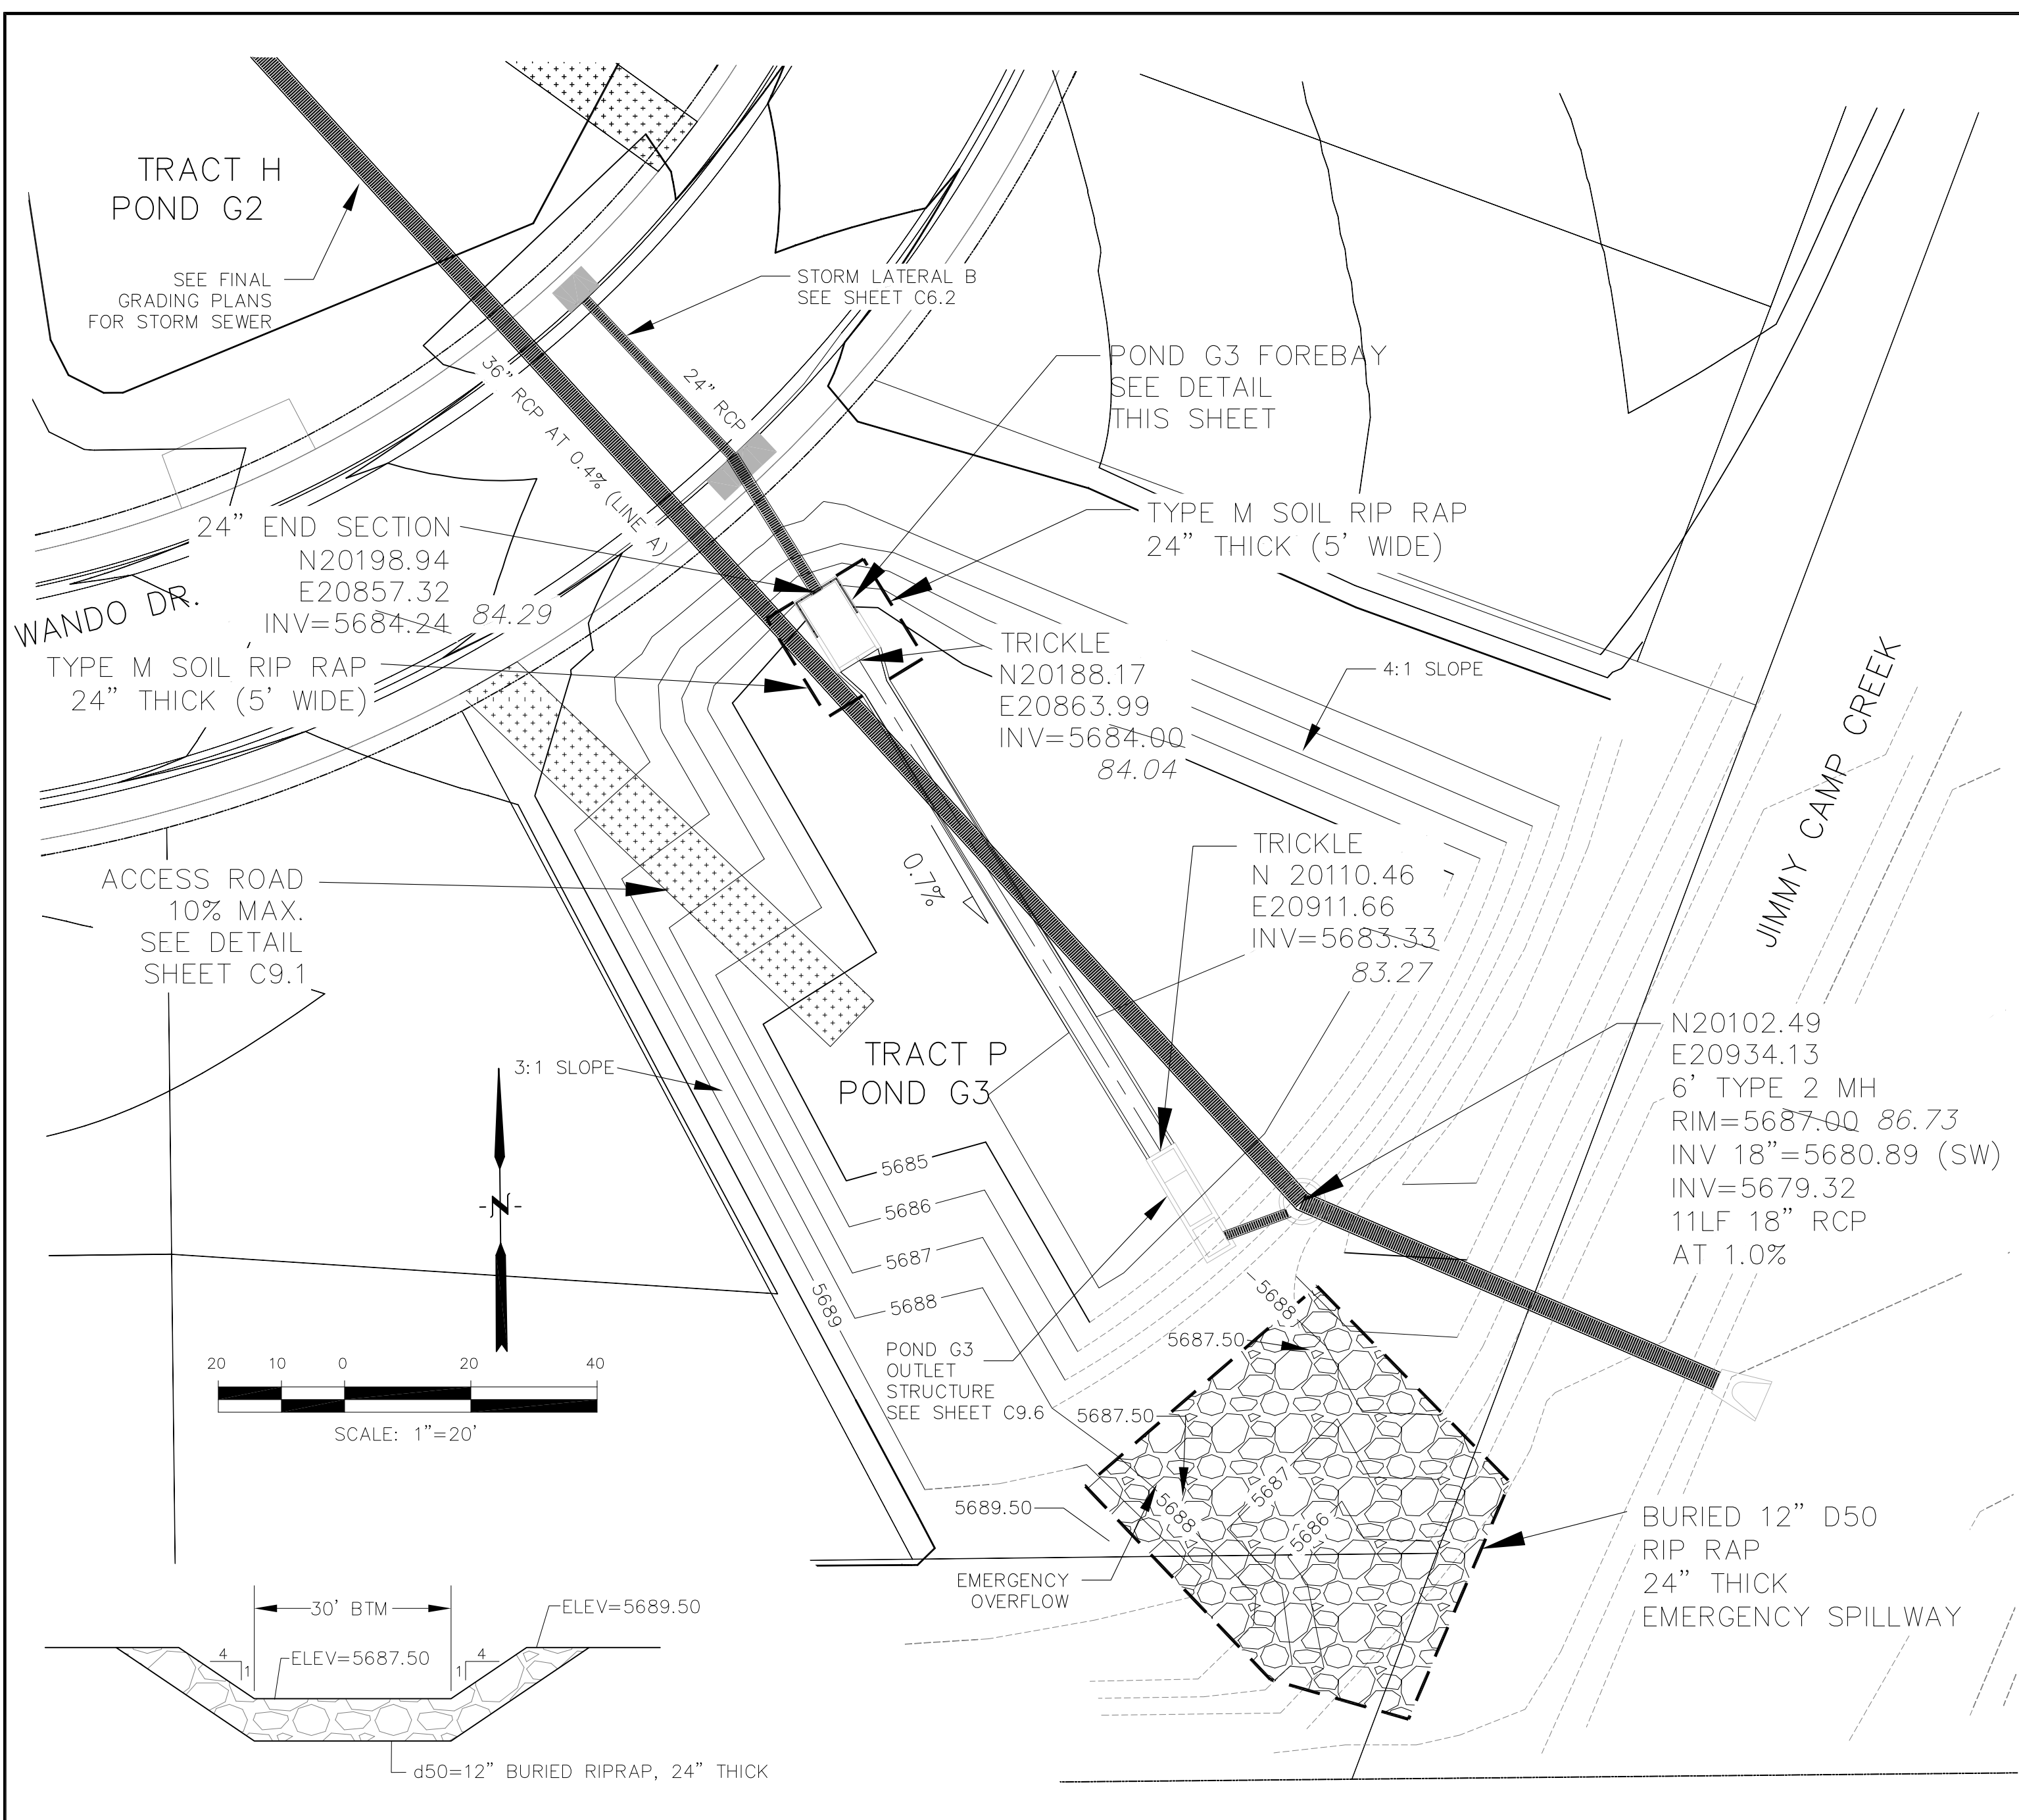 TRACT H
POND G2
SEE FINAL
GRADING PLANS
FOR STORM SEWER
STORM LATERAL B
SEE SHEET C6.2
36" RCP AT 0.4% (LINE A)
24" RCP
POND G3 FOREBAY
SEE DETAIL
THIS SHEET
TYPE M SOIL RIP RAP
24" THICK (5' WIDE)
24" END SECTION
N20198.94
E20857.32
INV=5684.24 84.29
WANDO DR.
TYPE M SOIL RIP RAP
24" THICK (5' WIDE)
TRICKLE
N20188.17
E20863.99
INV=5684.00
84.04
4:1 SLOPE
JIMMY CAMP CREEK
ACCESS ROAD
10% MAX.
SEE DETAIL
SHEET C9.1
0.7%
TRICKLE
N 20110.46
E20911.66
INV=5683.33
83.27
TRACT P
POND G3
3:1 SLOPE
N20102.49
E20934.13
6' TYPE 2 MH
RIM=5687.00 86.73
INV 18"=5680.89 (SW)
INV=5679.32
11LF 18" RCP
AT 1.0%
N
5685
5686
5687
5688
5689
20 10 0 20 40
SCALE: 1"=20'
POND G3
OUTLET
STRUCTURE
SEE SHEET C9.6
5688
5687.50
5687.50
5687
5688
5686
5689.50
EMERGENCY
OVERFLOW
BURIED 12" D50
RIP RAP
24" THICK
EMERGENCY SPILLWAY
30' BTM
ELEV=5689.50
ELEV=5687.50
4
1
1
4
d50=12" BURIED RIPRAP, 24" THICK